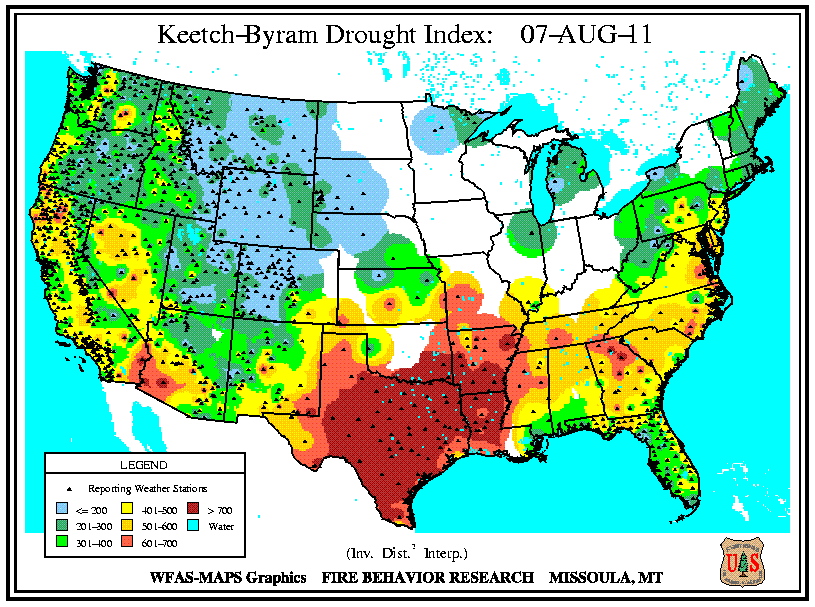 Keetch-Byram Drought Index: 07-AUG-11
LEGEND
Reporting Weather Stations
<= 200 401-500 > 700
201-300 501-600 Water
301-400 601-700
(Inv. Dist.² Interp.)
WFAS-MAPS Graphics FIRE BEHAVIOR RESEARCH MISSOULA, MT
U S